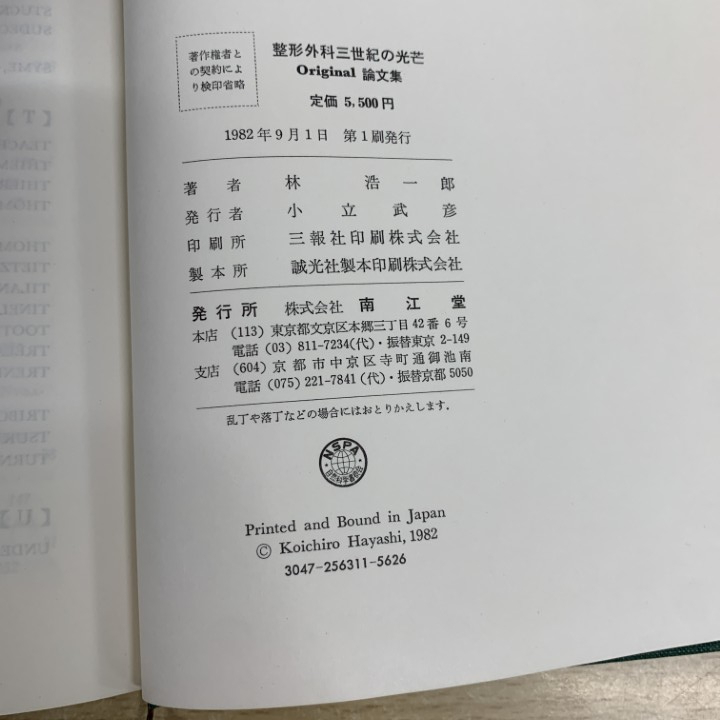 著作権者と
の契約によ
り検印省略
整形外科三世紀の光芒
Original 論文集
定価 5,500円
1982年9月1日 第1刷発行
著者 林 浩一郎
発行者 小立武彦
印刷所 三報社印刷株式会社
製本所 誠光社製本印刷株式会社
発行所 株式会社 南江堂
本店 (113) 東京都文京区本郷三丁目42番6号
電話 (03) 811-7234(代)・振替東京 2-149
支店 (604) 京都市中京区寺町通御池南
電話 (075) 221-7841 (代)・振替京都 5050
乱丁や落丁などの場合にはおとりかえします.
NSPA
自然科学書協会
Printed and Bound in Japan
© Koichiro Hayashi, 1982
3047-256311-5626